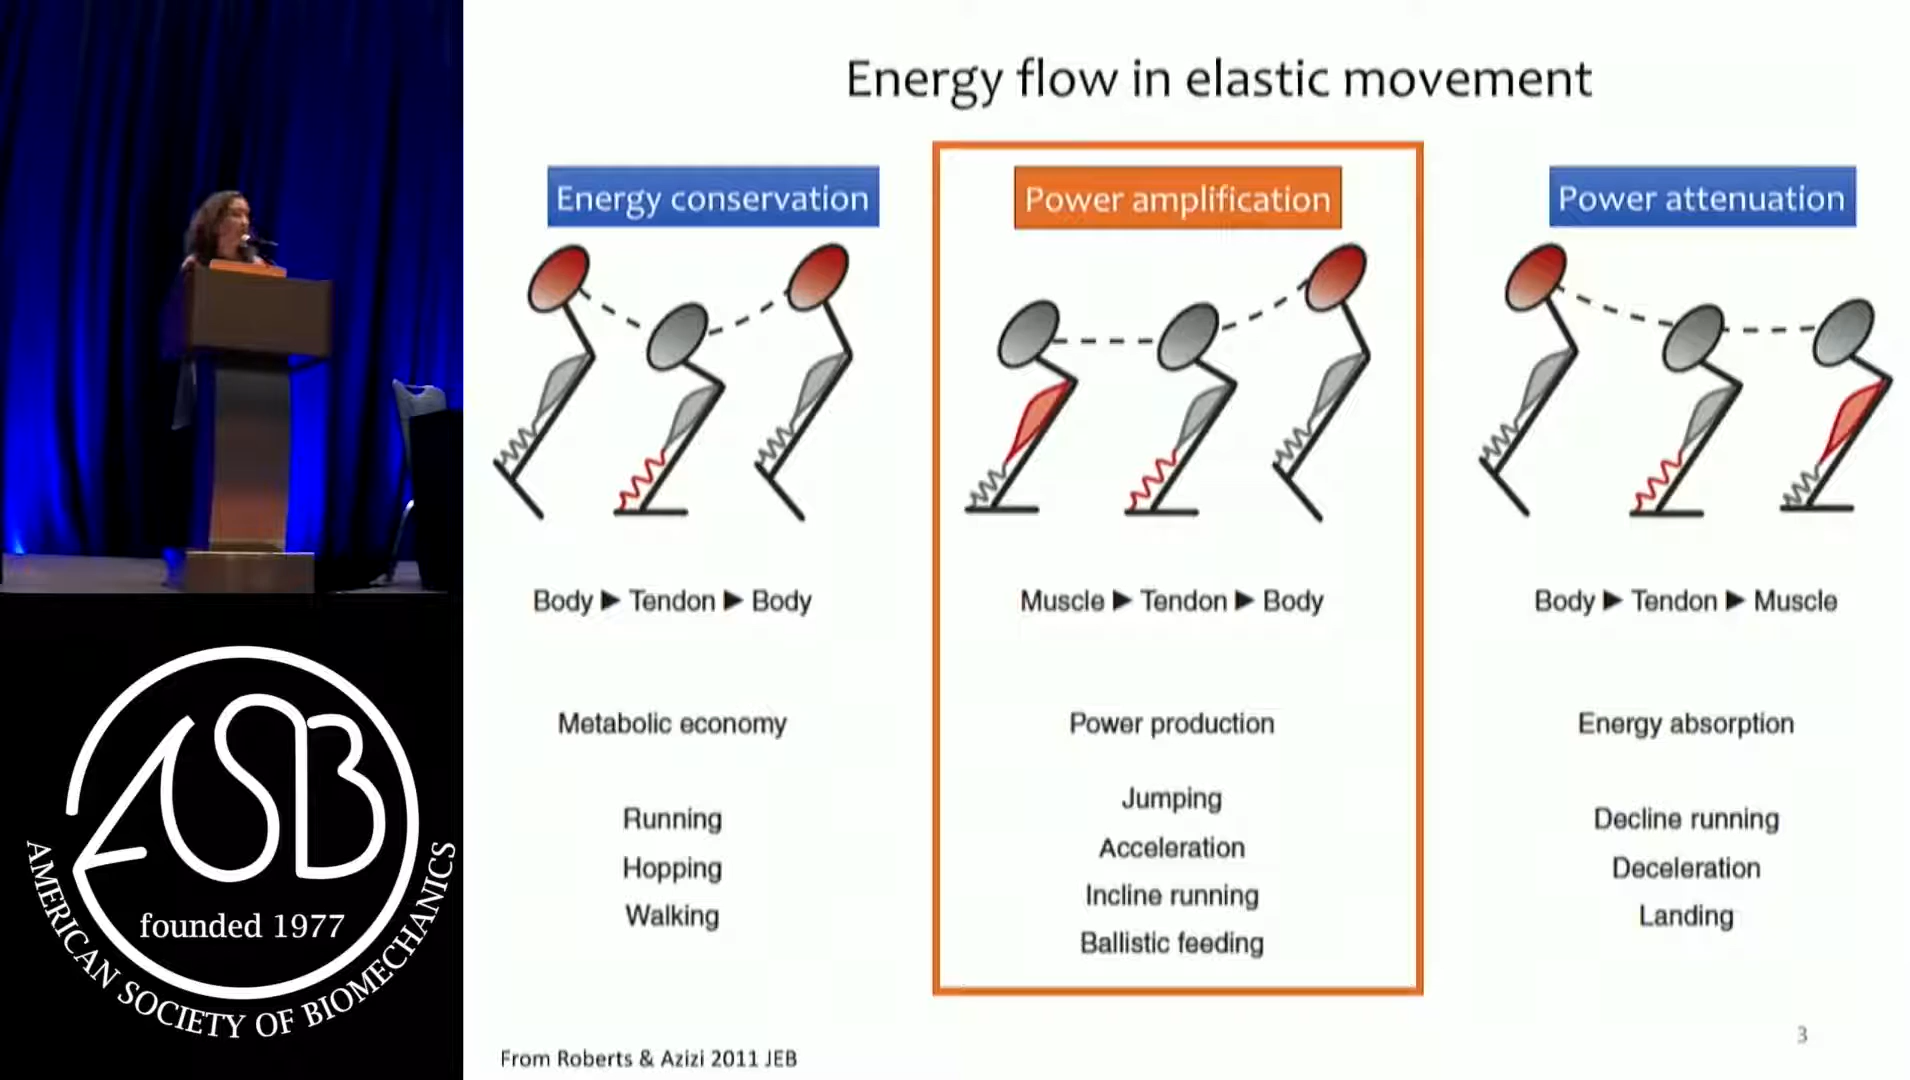 Energy flow in elastic movement
Energy conservation
Body ▶ Tendon ▶ Body
Metabolic economy
Running
Hopping
Walking
Power amplification
Muscle ▶ Tendon ▶ Body
Power production
Jumping
Acceleration
Incline running
Ballistic feeding
Power attenuation
Body ▶ Tendon ▶ Muscle
Energy absorption
Decline running
Deceleration
Landing
From Roberts & Azizi 2011 JEB
3
ASB
founded 1977
AMERICAN SOCIETY OF BIOMECHANICS